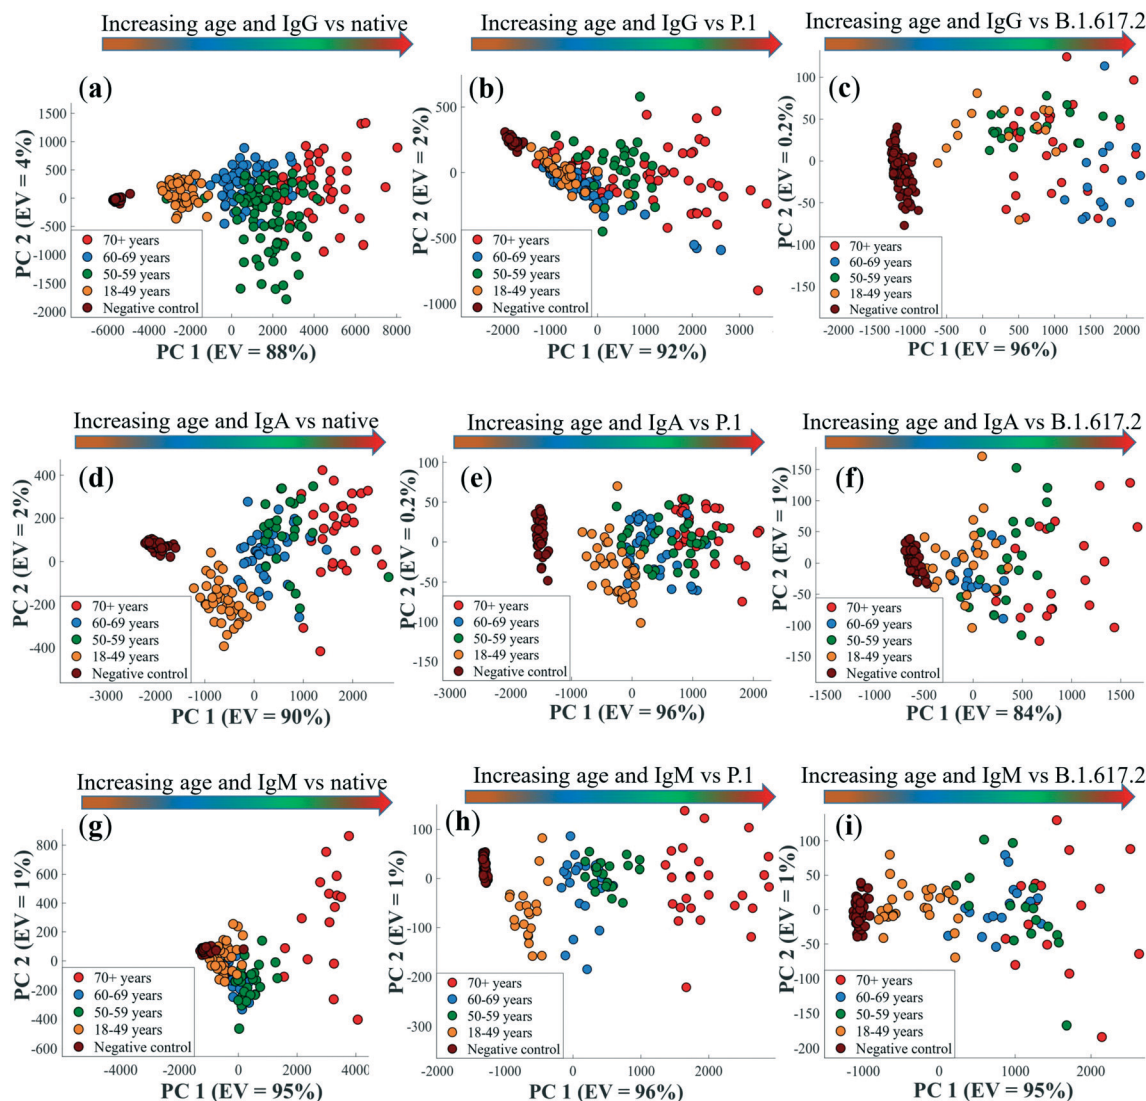 Increasing age and IgG vs native
(a)
PC 2 (EV = 4%)
1500
1000
500
0
-500
-1000
-1500
-2000
70+ years
60-69 years
50-59 years
18-49 years
Negative control
-6000 -4000 -2000 0 2000 4000 6000 8000
PC 1 (EV = 88%)
Increasing age and IgG vs P.1
(b)
PC 2 (EV = 2%)
500
0
-500
-1000
70+ years
60-69 years
50-59 years
18-49 years
Negative control
-2000 -1000 0 1000 2000 3000
PC 1 (EV = 92%)
Increasing age and IgG vs B.1.617.2
(c)
PC 2 (EV = 0.2%)
100
50
0
-50
-100
-150
70+ years
60-69 years
50-59 years
18-49 years
Negative control
-2000 -1500 -1000 -500 0 500 1000 1500 2000
PC 1 (EV = 96%)
Increasing age and IgA vs native
(d)
PC 2 (EV = 2%)
400
200
0
-200
-400
70+ years
60-69 years
50-59 years
18-49 years
Negative control
-3000 -2000 -1000 0 1000 2000
PC 1 (EV = 90%)
Increasing age and IgA vs P.1
(e)
PC 2 (EV = 0.2%)
100
50
0
-50
-100
-150
70+ years
60-69 years
50-59 years
18-49 years
Negative control
-3000 -2000 -1000 0 1000 2000
PC 1 (EV = 96%)
Increasing age and IgA vs B.1.617.2
(f)
PC 2 (EV = 1%)
150
100
50
0
-50
-100
-150
70+ years
60-69 years
50-59 years
18-49 years
Negative control
-1500 -1000 -500 0 500 1000 1500
PC 1 (EV = 84%)
Increasing age and IgM vs native
(g)
PC 2 (EV = 1%)
800
600
400
200
0
-200
-400
-600
70+ years
60-69 years
50-59 years
18-49 years
Negative control
-4000 -2000 0 2000 4000
PC 1 (EV = 95%)
Increasing age and IgM vs P.1
(h)
PC 2 (EV = 1%)
100
0
-100
-200
-300
70+ years
60-69 years
50-59 years
18-49 years
Negative control
-2000 -1000 0 1000 2000
PC 1 (EV = 96%)
Increasing age and IgM vs B.1.617.2
(i)
PC 2 (EV = 1%)
100
50
0
-50
-100
-150
-200
70+ years
60-69 years
50-59 years
18-49 years
Negative control
-1000 0 1000 2000
PC 1 (EV = 95%)